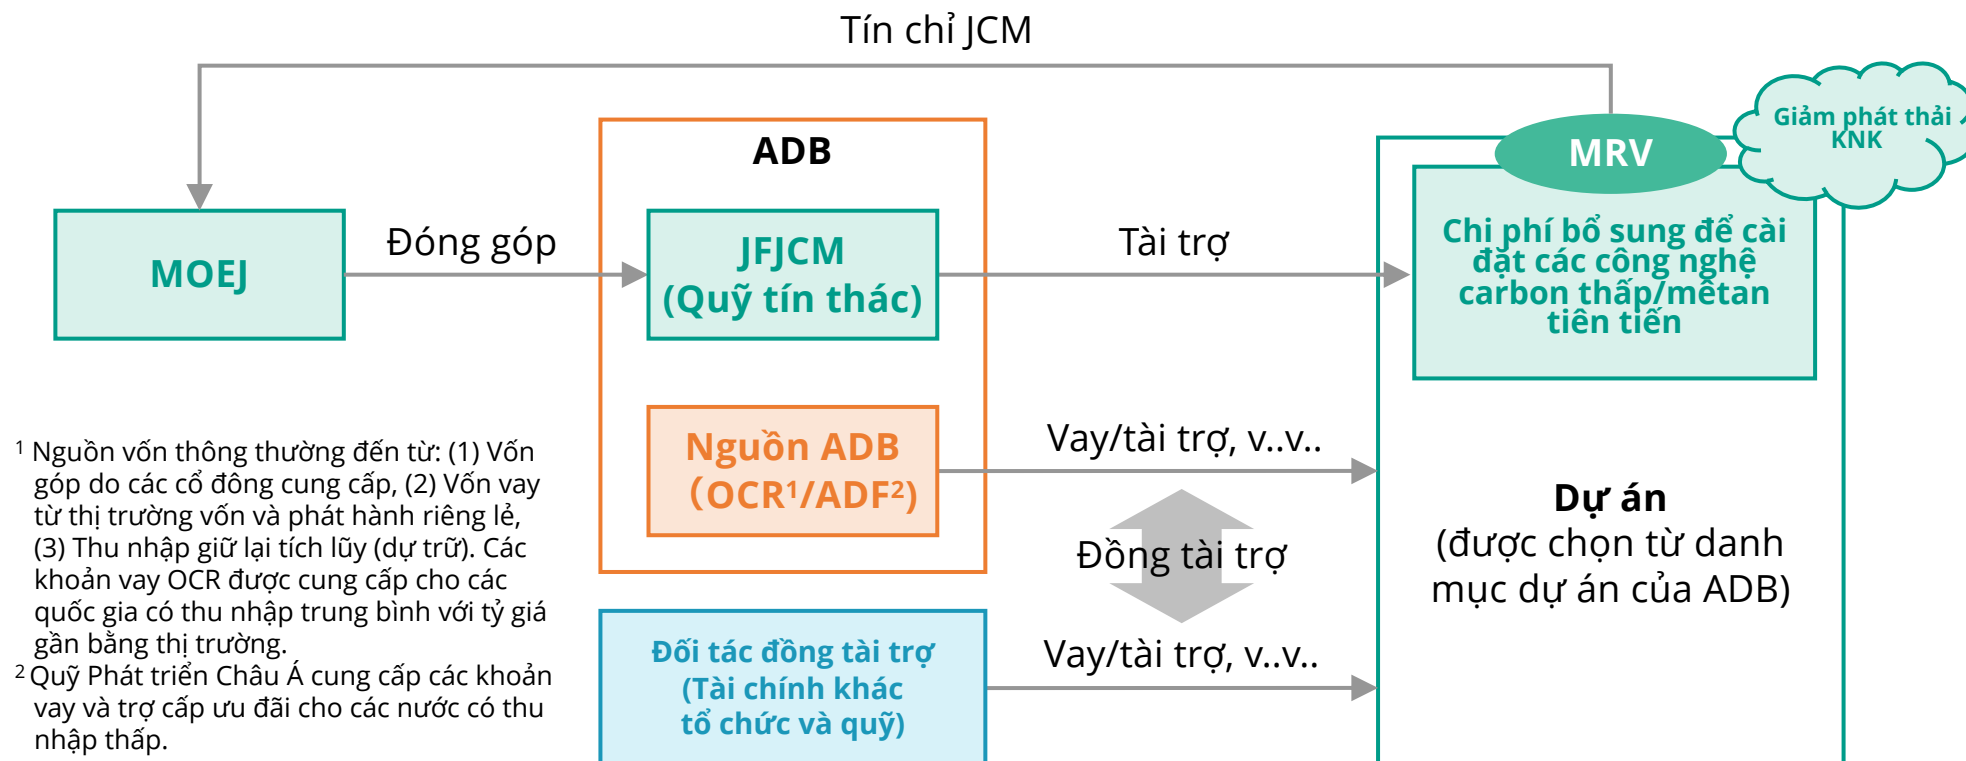 Tín chỉ JCM
Giảm phát thải
KNK
ADB
MRV
MOEJ
Đóng góp
JFJCM
(Quỹ tín thác)
Tài trợ
Chi phí bổ sung để cài
đặt các công nghệ
carbon thấp/mêtan
tiên tiến
Nguồn ADB
(OCR¹/ADF²)
Vay/tài trợ, v..v..
Đồng tài trợ
Dự án
(được chọn từ danh
mục dự án của ADB)
Đối tác đồng tài trợ
(Tài chính khác
tổ chức và quỹ)
Vay/tài trợ, v..v..
¹ Nguồn vốn thông thường đến từ: (1) Vốn
góp do các cổ đông cung cấp, (2) Vốn vay
từ thị trường vốn và phát hành riêng lẻ,
(3) Thu nhập giữ lại tích lũy (dự trữ). Các
khoản vay OCR được cung cấp cho các
quốc gia có thu nhập trung bình với tỷ giá
gần bằng thị trường.
² Quỹ Phát triển Châu Á cung cấp các khoản
vay và trợ cấp ưu đãi cho các nước có thu
nhập thấp.